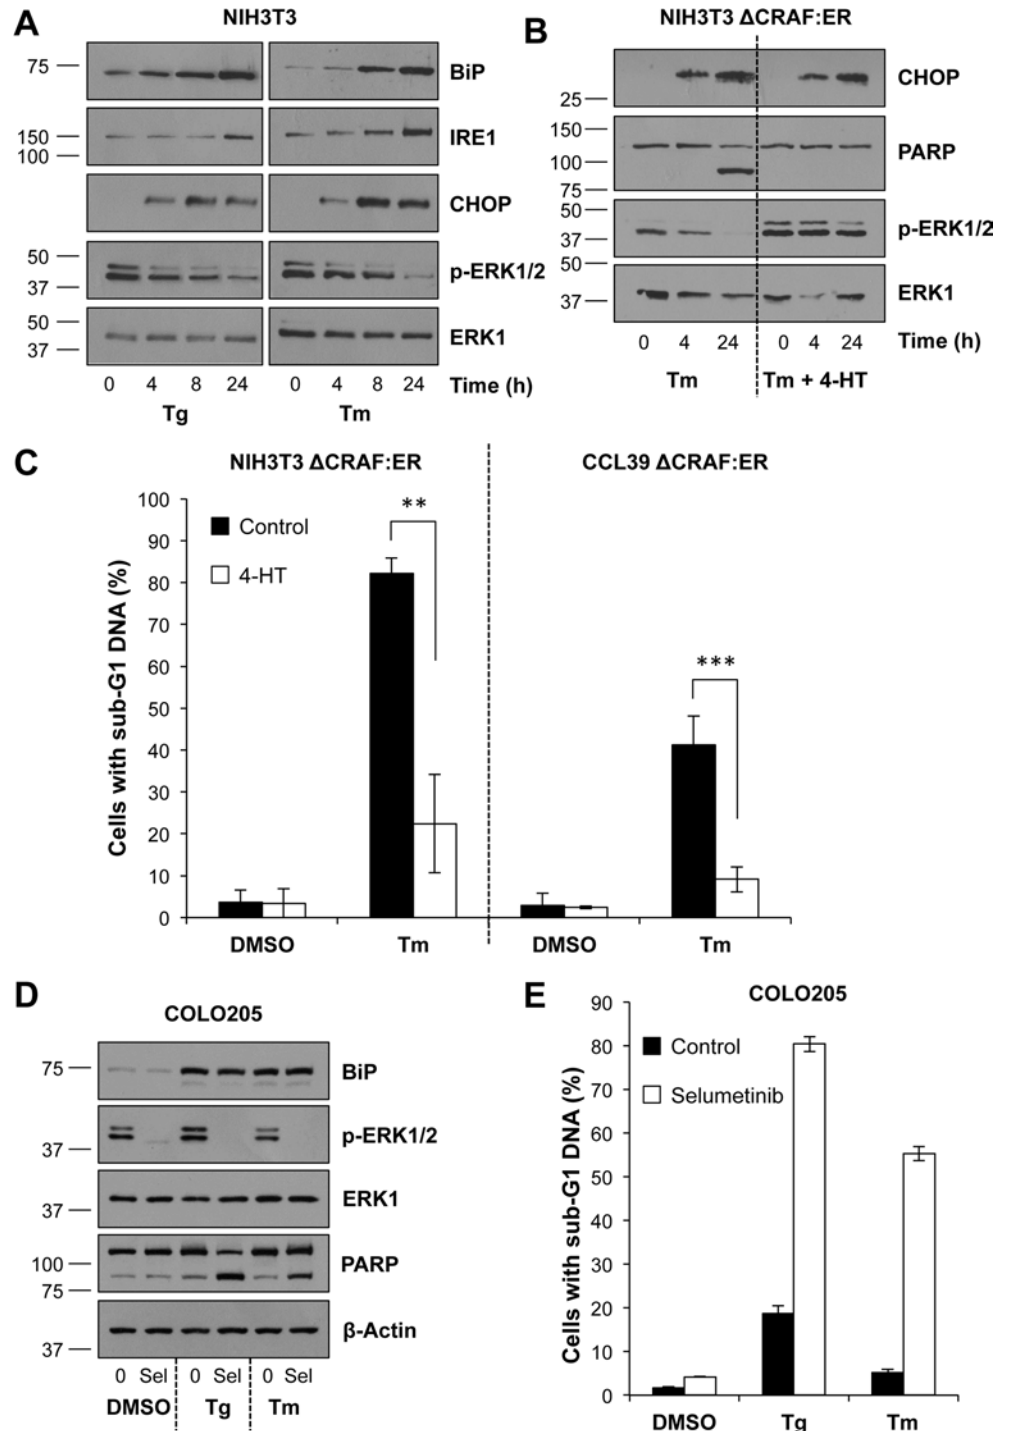 A
NIH3T3
75
BiP
150
100
IRE1
CHOP
50
37
p-ERK1/2
50
37
ERK1
0 4 8 24 0 4 8 24 Time (h)
Tg Tm
B
NIH3T3 ΔCRAF:ER
25
CHOP
150
100
75
PARP
50
37
p-ERK1/2
50
37
ERK1
0 4 24 0 4 24 Time (h)
Tm Tm + 4-HT
C
NIH3T3 ΔCRAF:ER CCL39 ΔCRAF:ER
Cells with sub-G1 DNA (%)
100
90
80
70
60
50
40
30
20
10
0
Control
4-HT
**
***
DMSO Tm DMSO Tm
D
COLO205
75
BiP
37
p-ERK1/2
37
ERK1
100
75
PARP
37
β-Actin
0 Sel 0 Sel 0 Sel
DMSO Tg Tm
E
COLO205
Cells with sub-G1 DNA (%)
90
80
70
60
50
40
30
20
10
0
Control
Selumetinib
DMSO Tg Tm